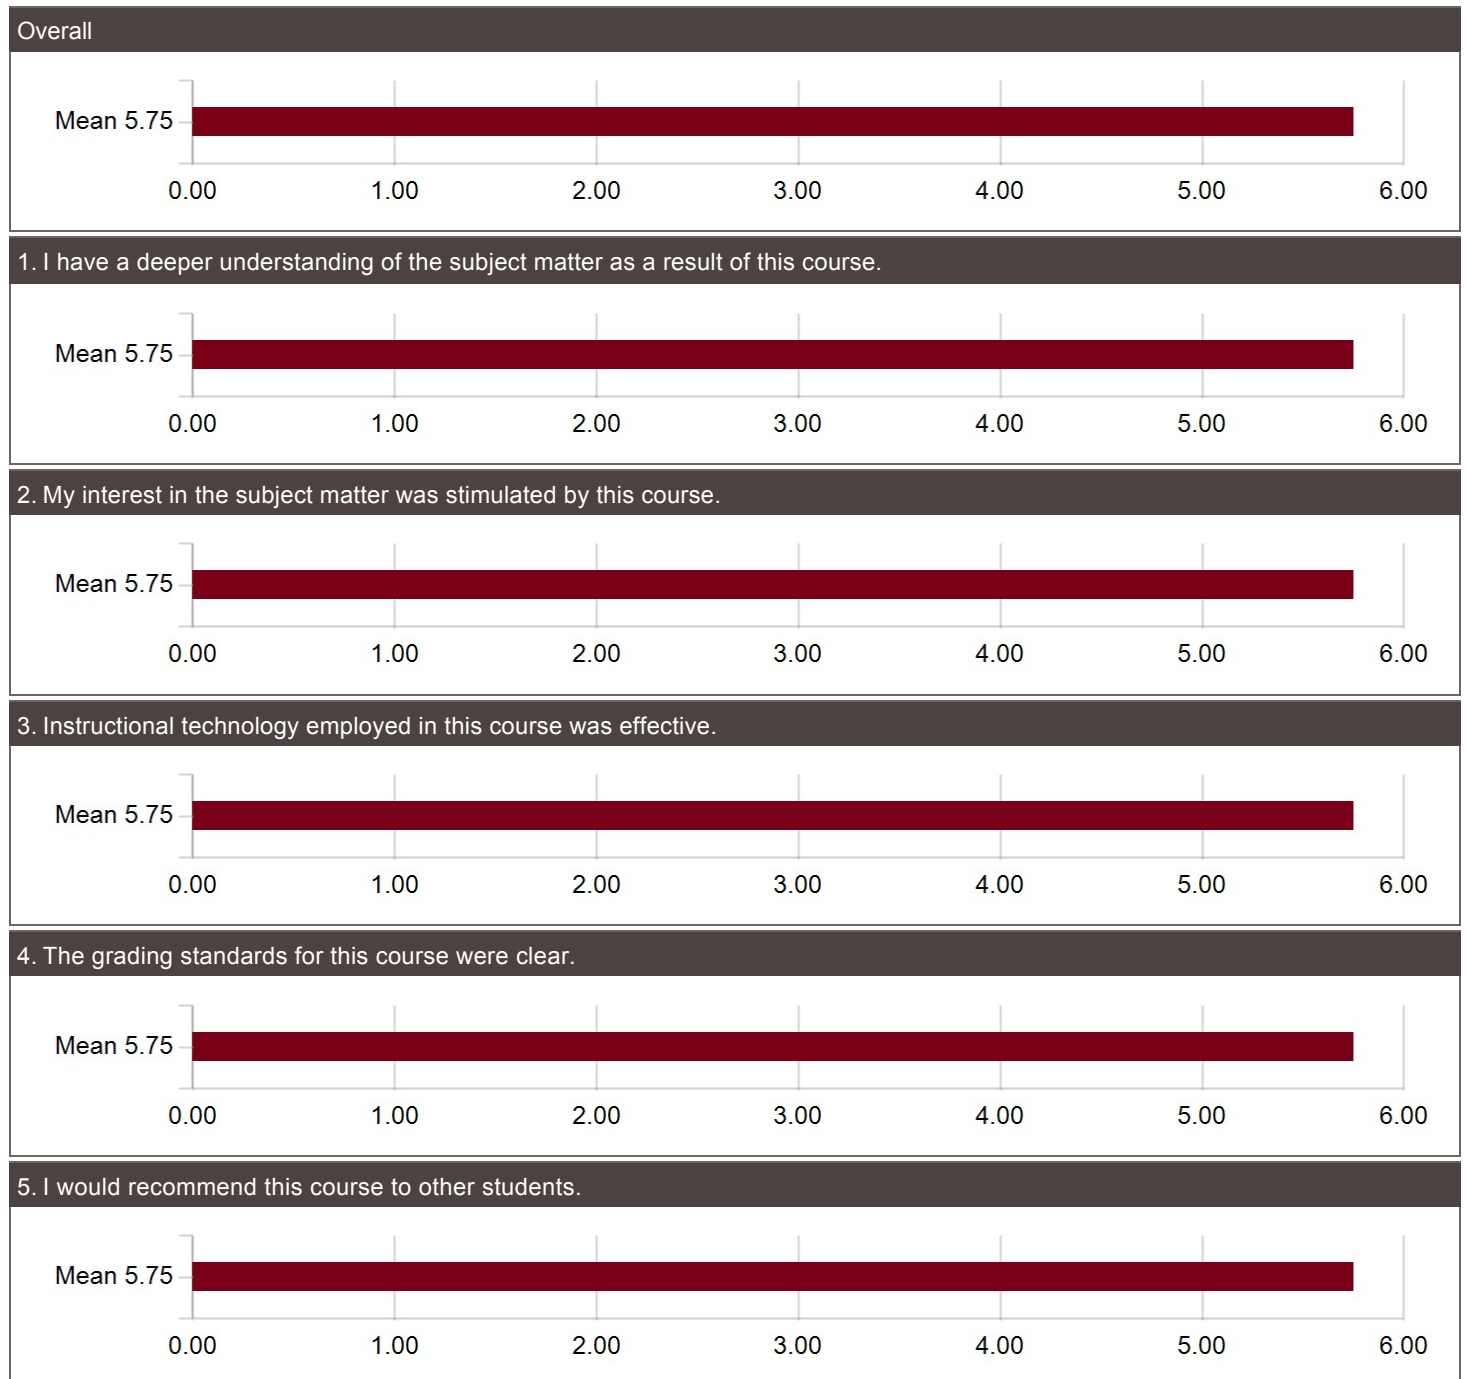 Overall
Mean 5.75
0.00 1.00 2.00 3.00 4.00 5.00 6.00
1. I have a deeper understanding of the subject matter as a result of this course.
Mean 5.75
0.00 1.00 2.00 3.00 4.00 5.00 6.00
2. My interest in the subject matter was stimulated by this course.
Mean 5.75
0.00 1.00 2.00 3.00 4.00 5.00 6.00
3. Instructional technology employed in this course was effective.
Mean 5.75
0.00 1.00 2.00 3.00 4.00 5.00 6.00
4. The grading standards for this course were clear.
Mean 5.75
0.00 1.00 2.00 3.00 4.00 5.00 6.00
5. I would recommend this course to other students.
Mean 5.75
0.00 1.00 2.00 3.00 4.00 5.00 6.00